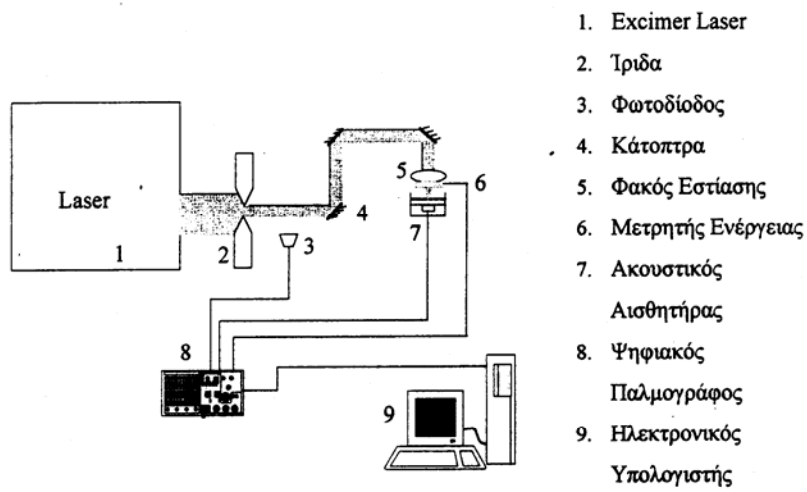 Laser
1
2
3
4
5
6
7
8
9
1. Excimer Laser
2. Ίριδα
3. Φωτοδίοδος
4. Κάτοπτρα
5. Φακός Εστίασης
6. Μετρητής Ενέργειας
7. Ακουστικός
Αισθητήρας
8. Ψηφιακός
Παλμογράφος
9. Ηλεκτρονικός
Υπολογιστής